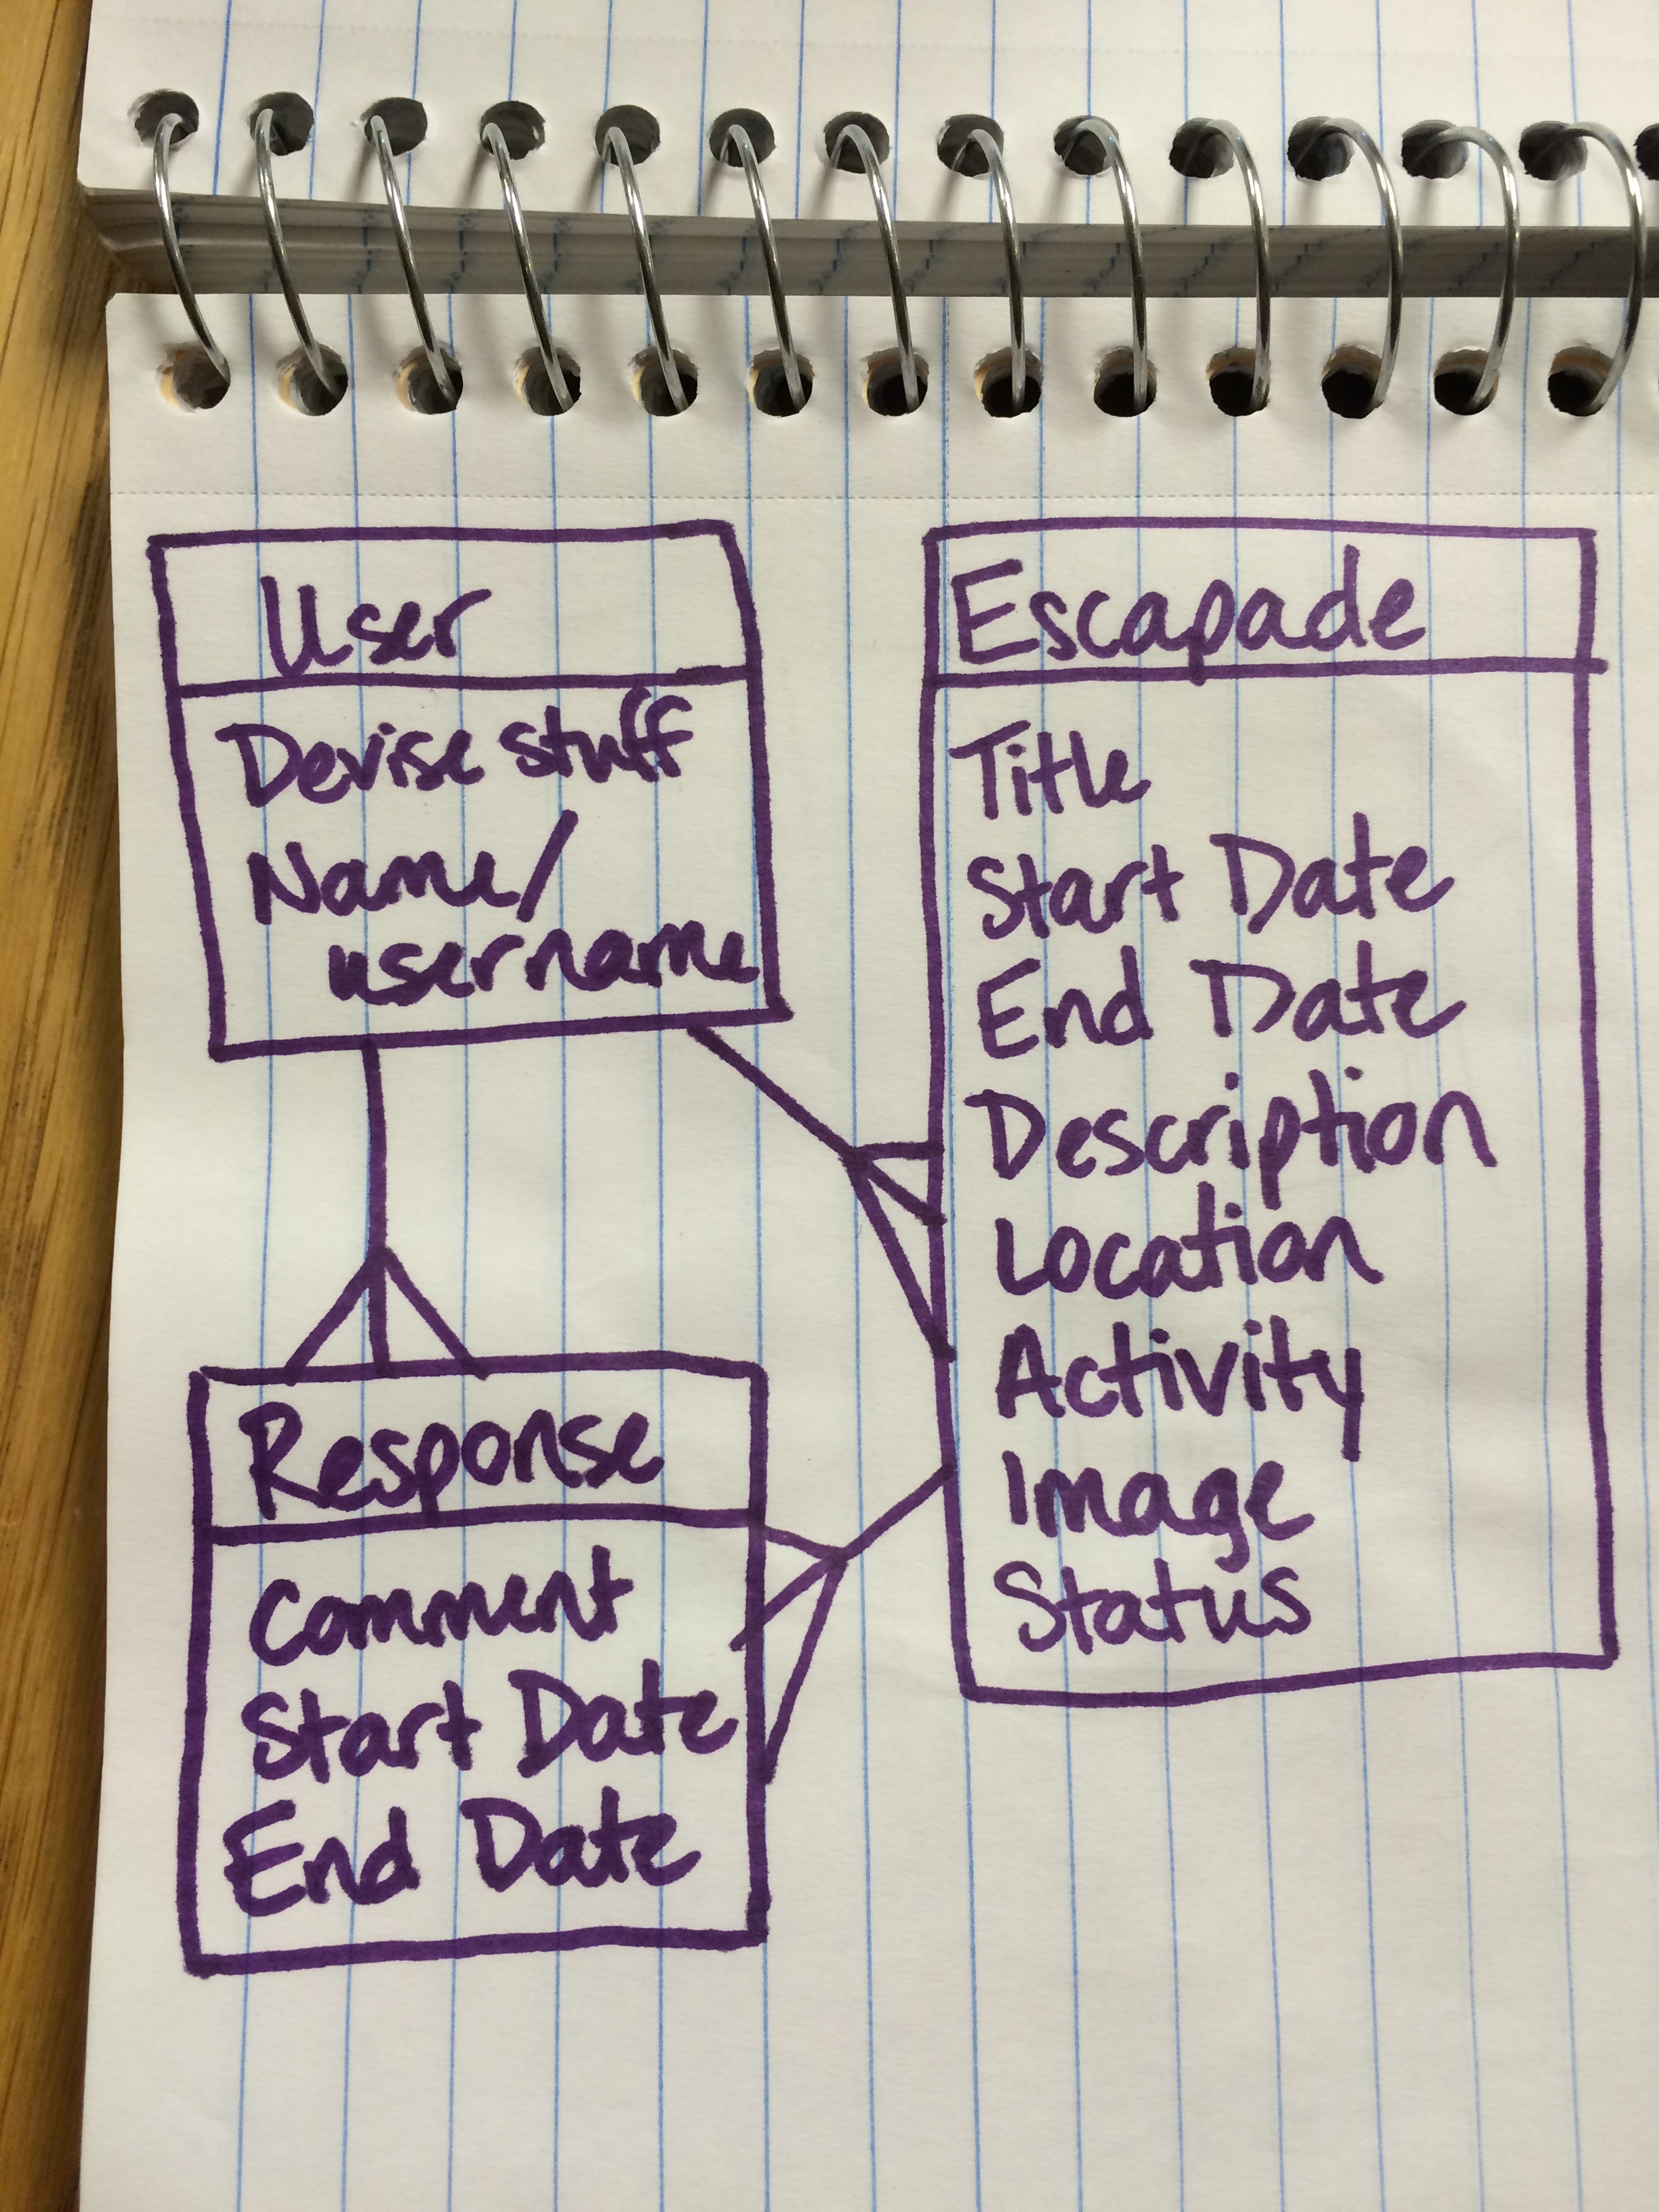 User
Devise stuff
Name/
username
Escapade
Title
Start Date
End Date
Description
Location
Activity
Image
Status
Response
Comment
Start Date
End Date